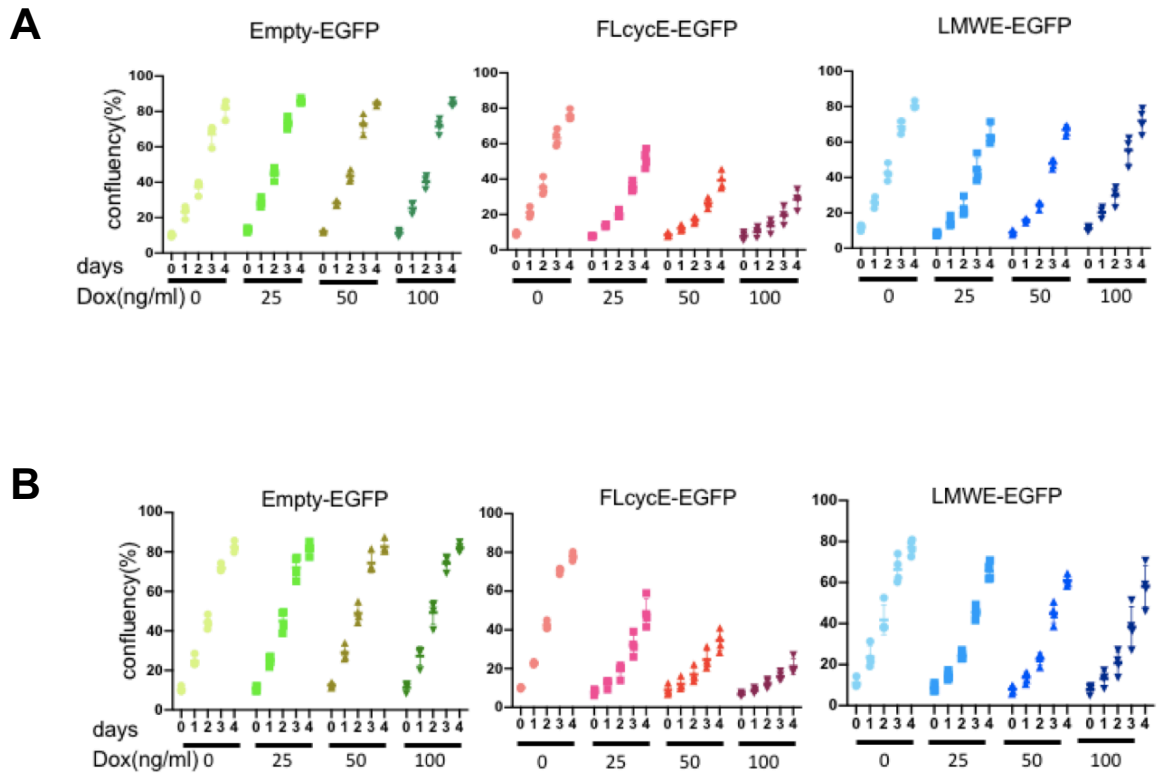 A
Empty-EGFP FLcycE-EGFP LMWE-EGFP
confluency(%)
100 80 60 40 20 0
100 80 60 40 20 0
100 80 60 40 20 0
days 0 1 2 3 4 0 1 2 3 4 0 1 2 3 4 0 1 2 3 4
0 1 2 3 4 0 1 2 3 4 0 1 2 3 4 0 1 2 3 4
0 1 2 3 4 0 1 2 3 4 0 1 2 3 4 0 1 2 3 4
Dox(ng/ml) 0 25 50 100
0 25 50 100
0 25 50 100
B
Empty-EGFP FLcycE-EGFP LMWE-EGFP
confluency(%)
100 80 60 40 20 0
100 80 60 40 20 0
100 80 60 40 20 0
days 0 1 2 3 4 0 1 2 3 4 0 1 2 3 4 0 1 2 3 4
0 1 2 3 4 0 1 2 3 4 0 1 2 3 4 0 1 2 3 4
0 1 2 3 4 0 1 2 3 4 0 1 2 3 4 0 1 2 3 4
Dox(ng/ml) 0 25 50 100
0 25 50 100
0 25 50 100